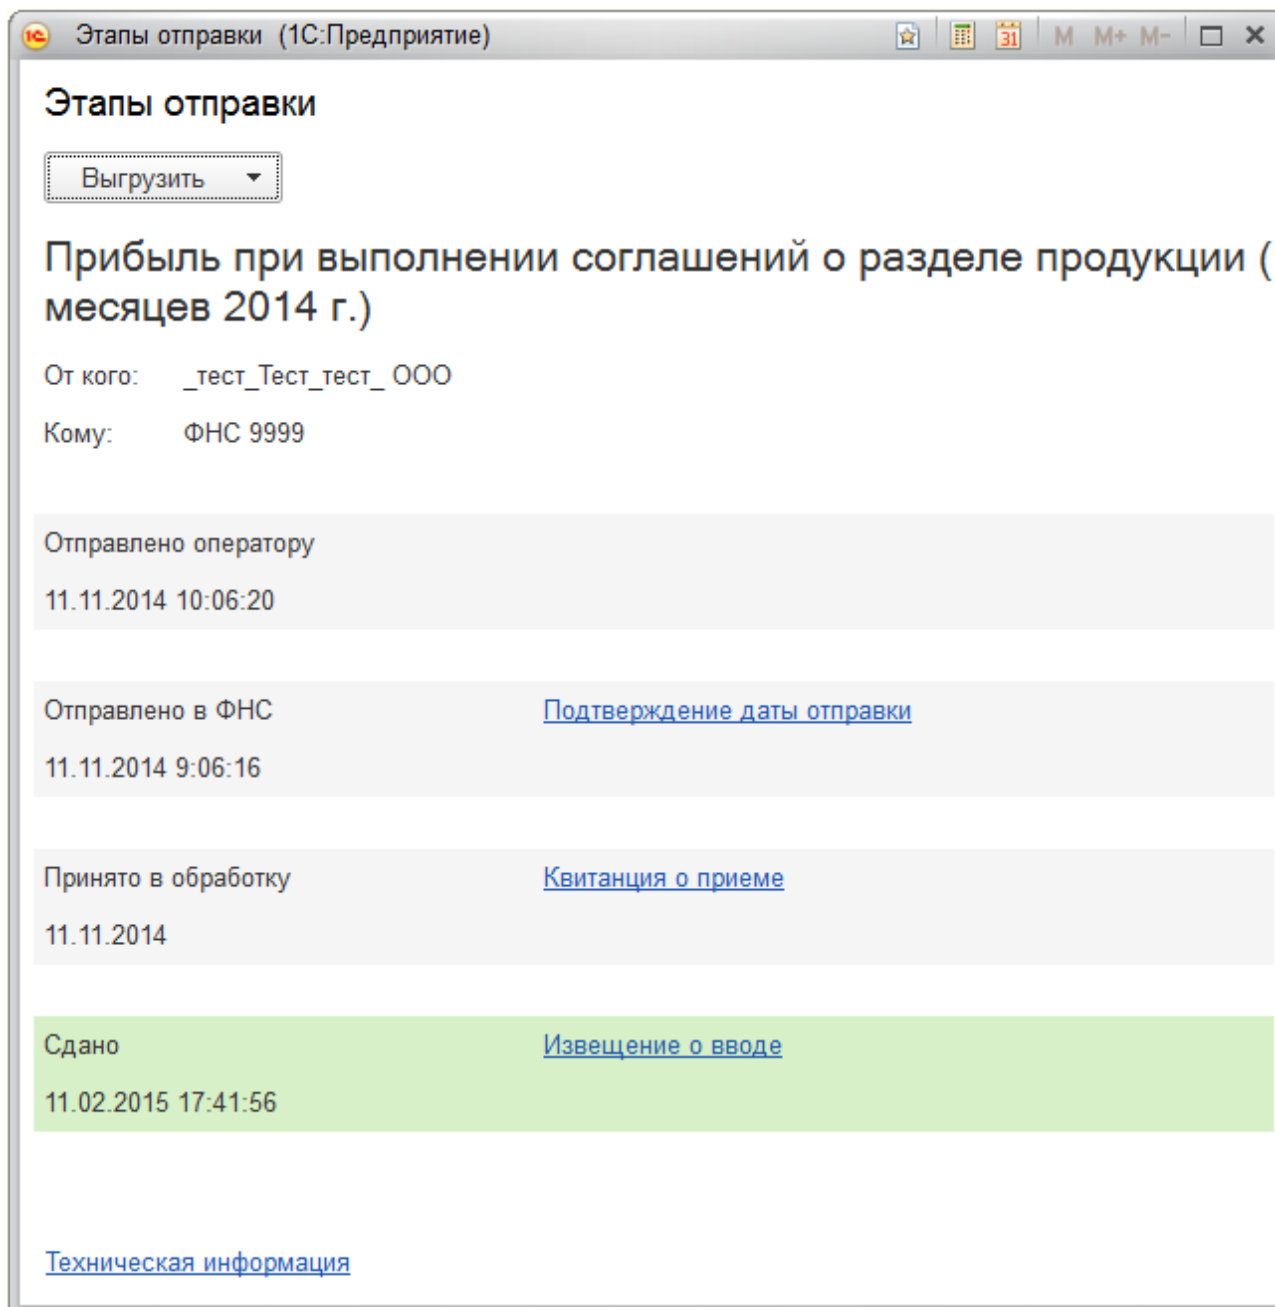 1С Этапы отправки (1С:Предприятие) 31 M M+ M-
Этапы отправки
Выгрузить
Прибыль при выполнении соглашений о разделе продукции (
месяцев 2014 г.)
От кого: _тест_Тест_тест_ ООО
Кому: ФНС 9999
Отправлено оператору
11.11.2014 10:06:20
Отправлено в ФНС Подтверждение даты отправки
11.11.2014 9:06:16
Принято в обработку Квитанция о приеме
11.11.2014
Сдано Извещение о вводе
11.02.2015 17:41:56
Техническая информация